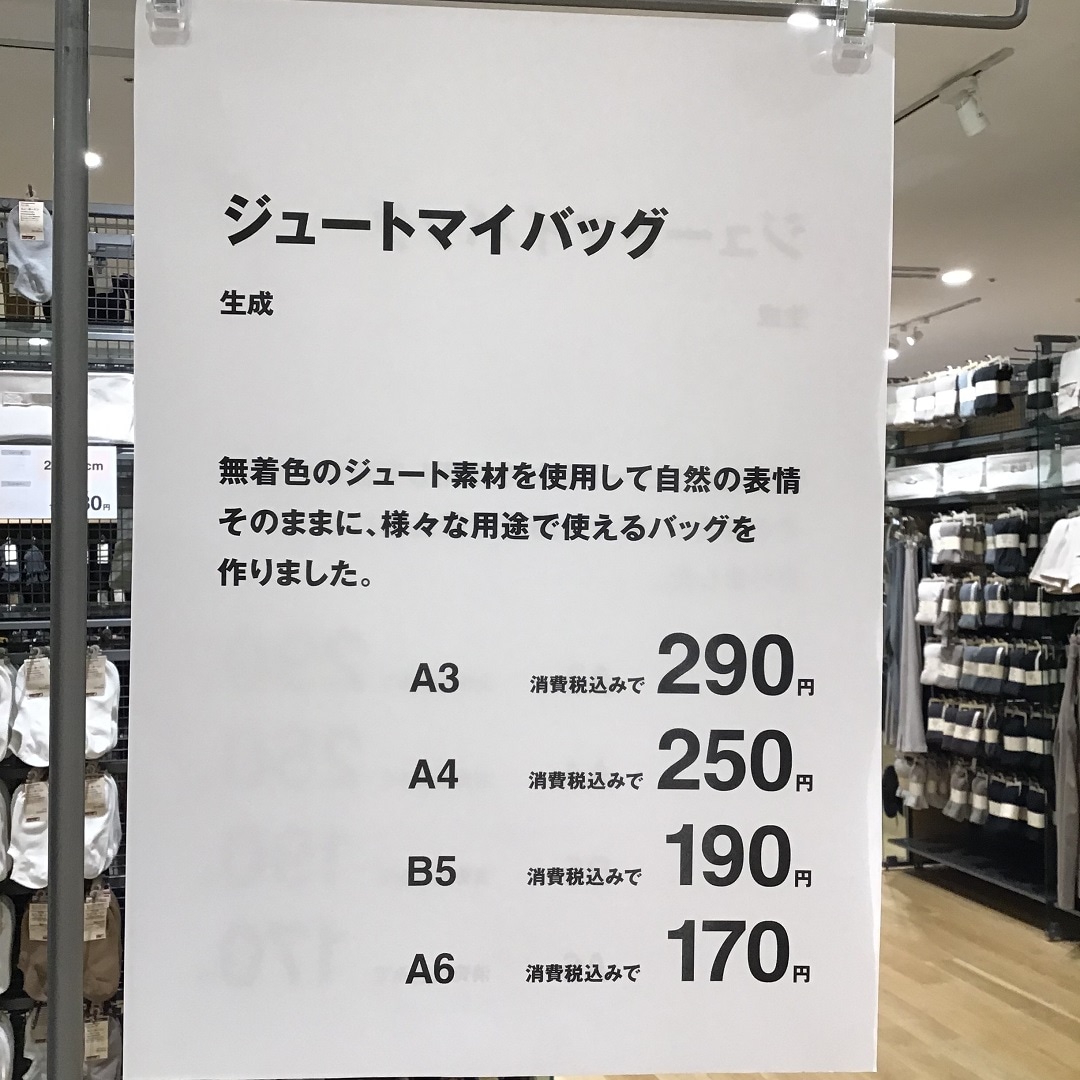 ジュートマイバッグ
生成
無着色のジュート素材を使用して自然の表情
そのままに、様々な用途で使えるバッグを
作りました。
A3 消費税込みで 290円
A4 消費税込みで 250円
B5 消費税込みで 190円
A6 消費税込みで 170円